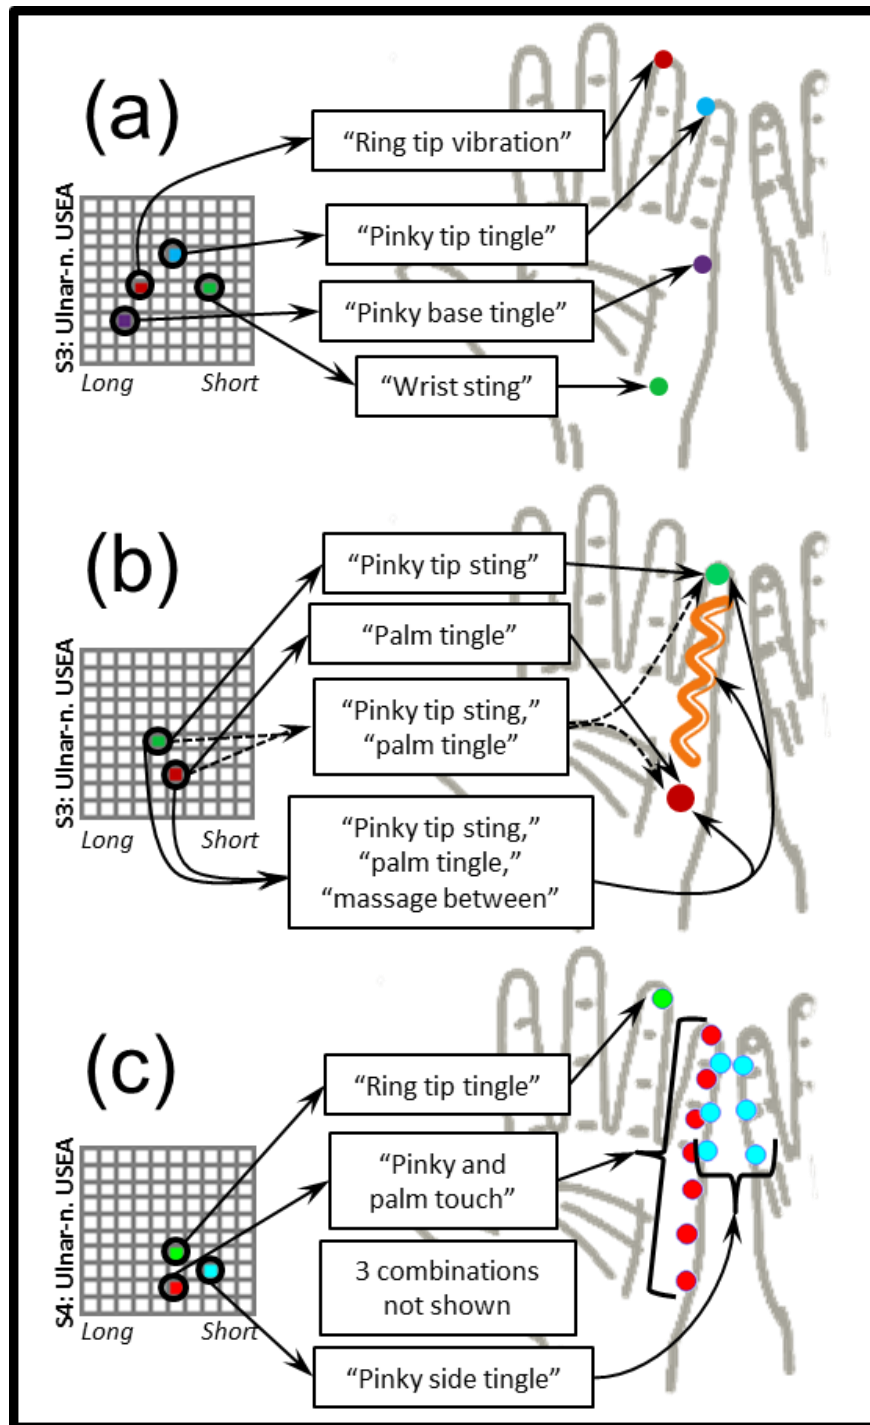 (a)
“Ring tip vibration”
“Pinky tip tingle”
“Pinky base tingle”
“Wrist sting”
S3: Ulnar-n. USEA
Long
Short
(b)
“Pinky tip sting”
“Palm tingle”
“Pinky tip sting,”
“palm tingle”
“Pinky tip sting,”
“palm tingle,”
“massage between”
S3: Ulnar-n. USEA
Long
Short
(c)
“Ring tip tingle”
“Pinky and
palm touch”
3 combinations
not shown
“Pinky side tingle”
S4: Ulnar-n. USEA
Long
Short